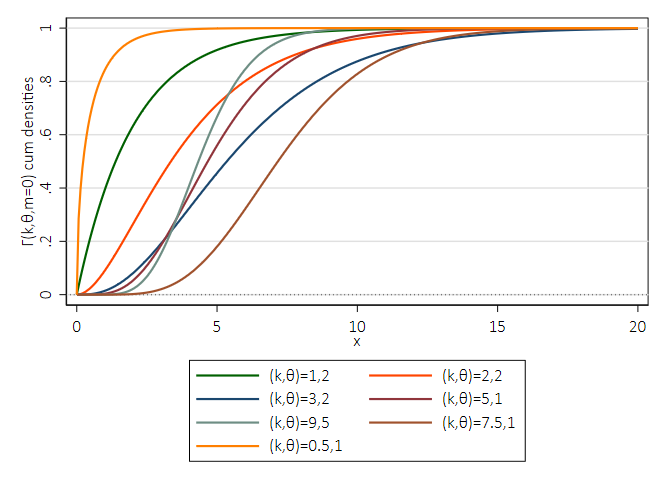 Γ(k,θ,m=0) cum densities
1
.8
.6
.4
.2
0
0 5 10 15 20
x
(k,θ)=1,2 (k,θ)=2,2
(k,θ)=3,2 (k,θ)=5,1
(k,θ)=9,5 (k,θ)=7.5,1
(k,θ)=0.5,1